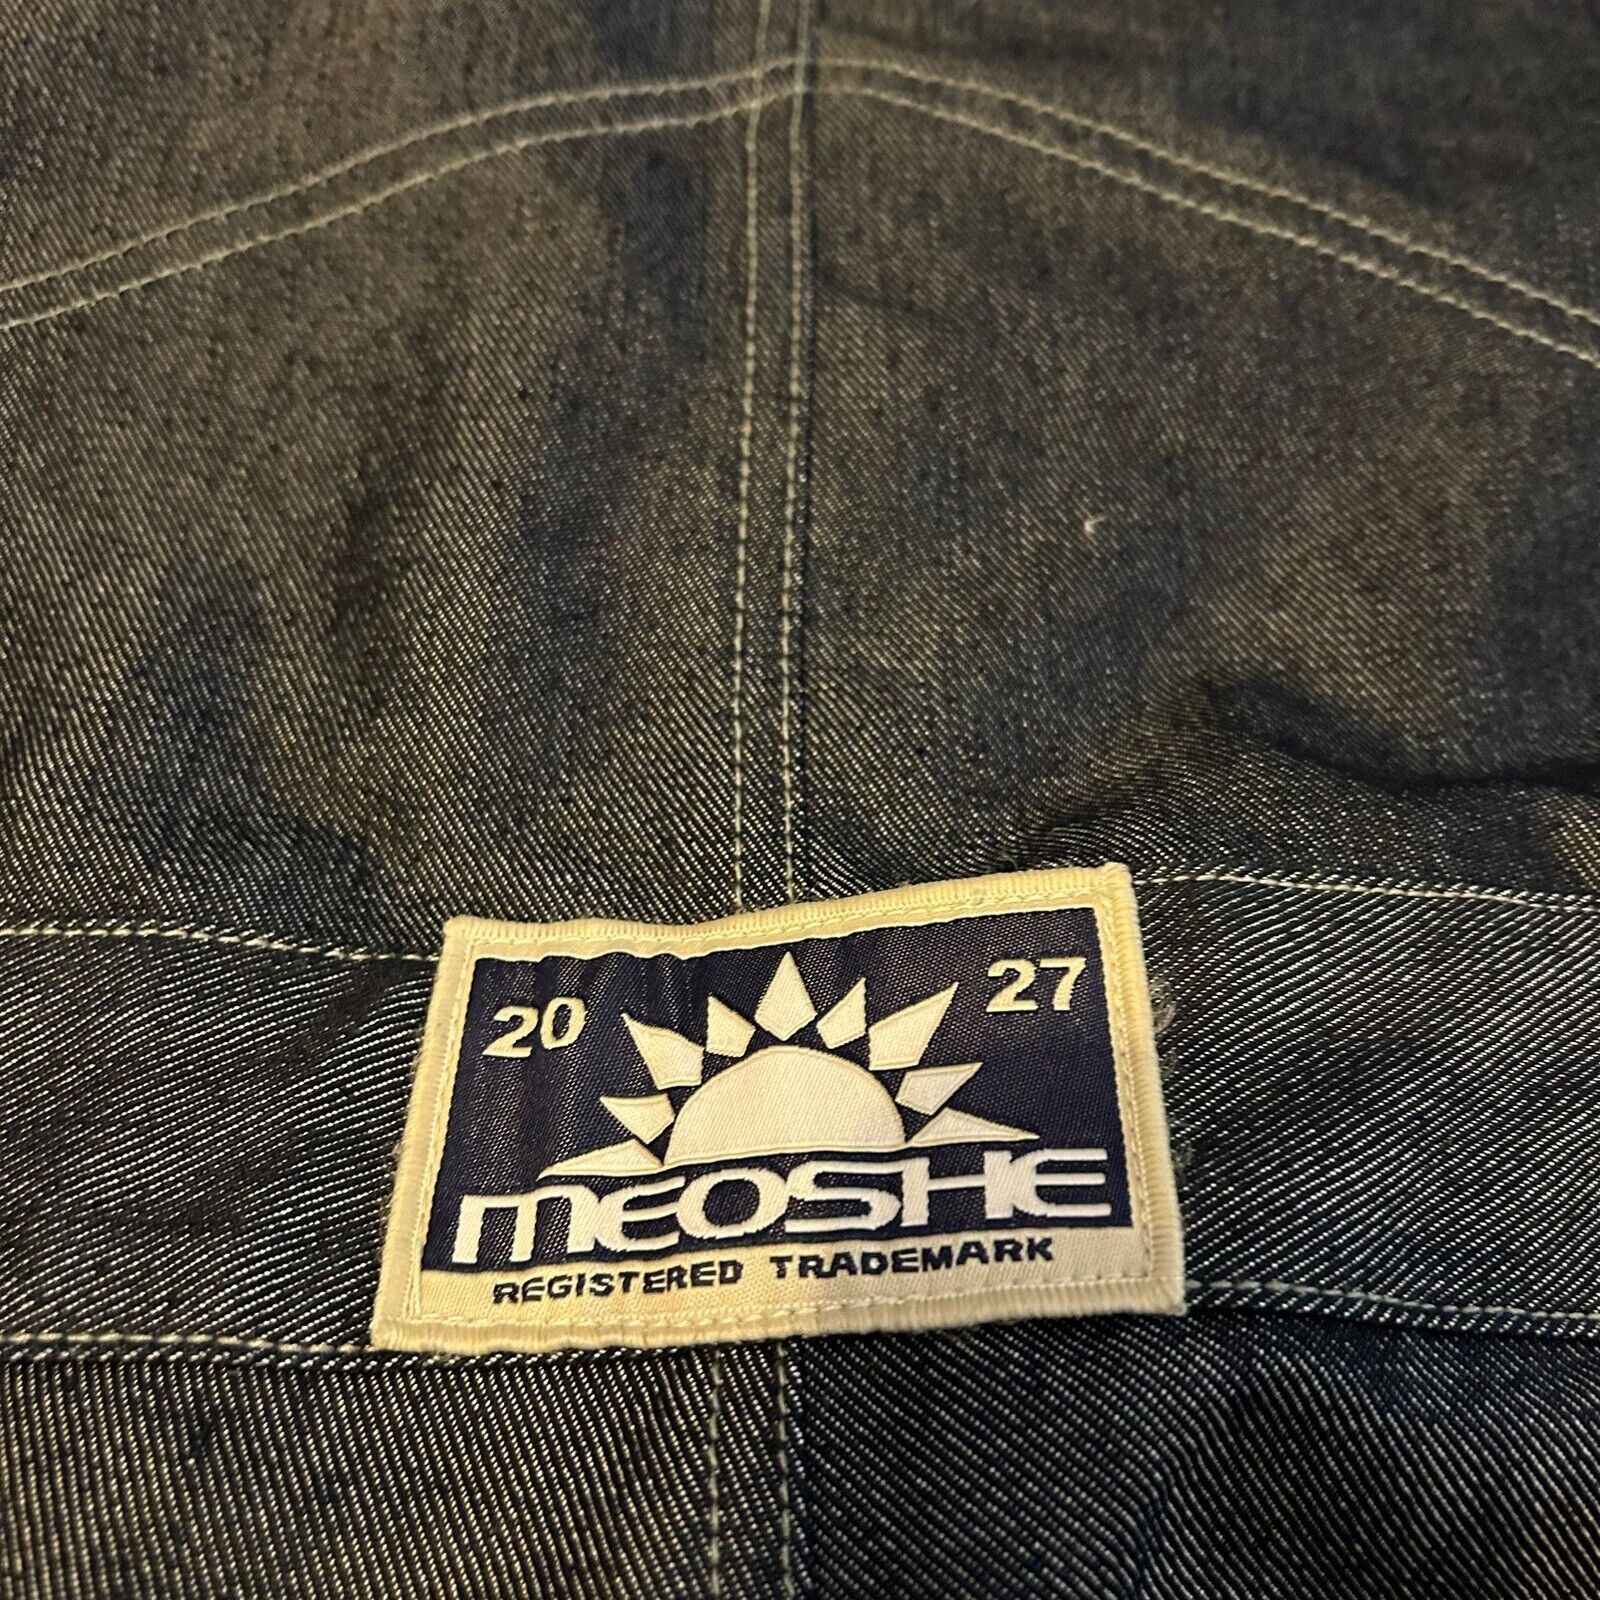 20 27
MEOSHE
REGISTERED TRADEMARK